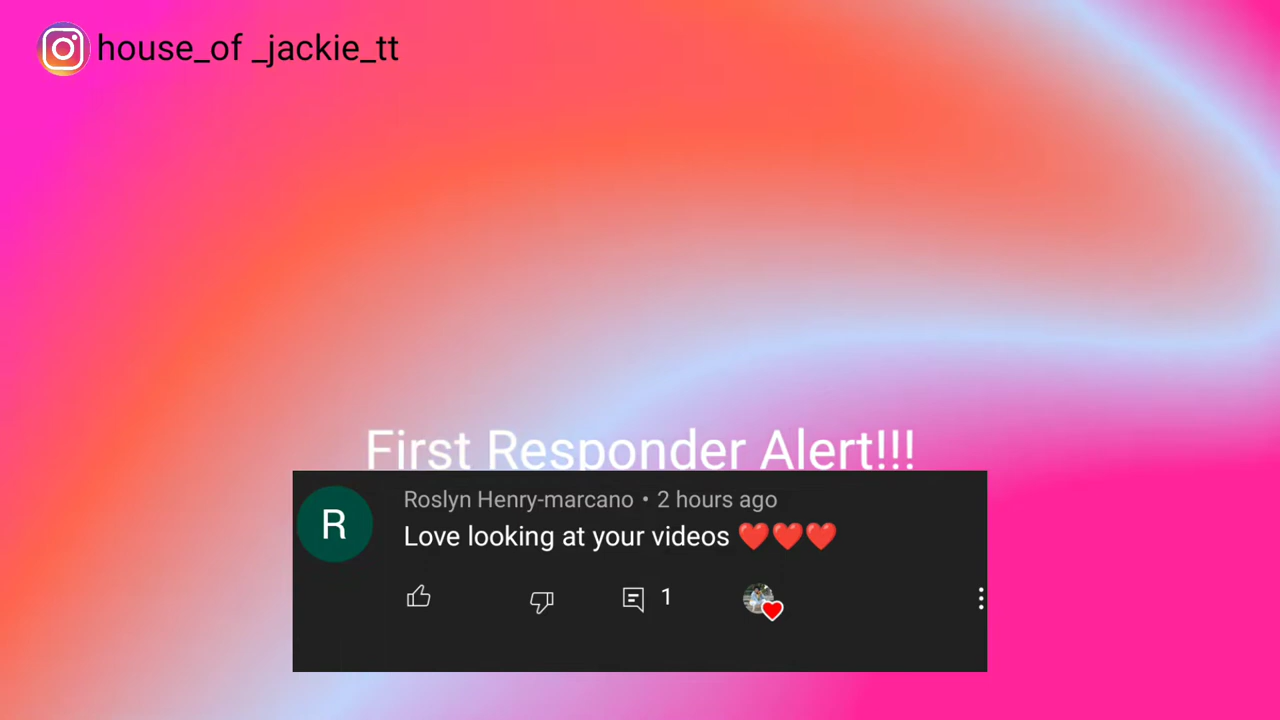 house_of _jackie_tt
First Responder Alert!!!
Roslyn Henry-marcano • 2 hours ago
R
Love looking at your videos ❤️❤️❤️
1